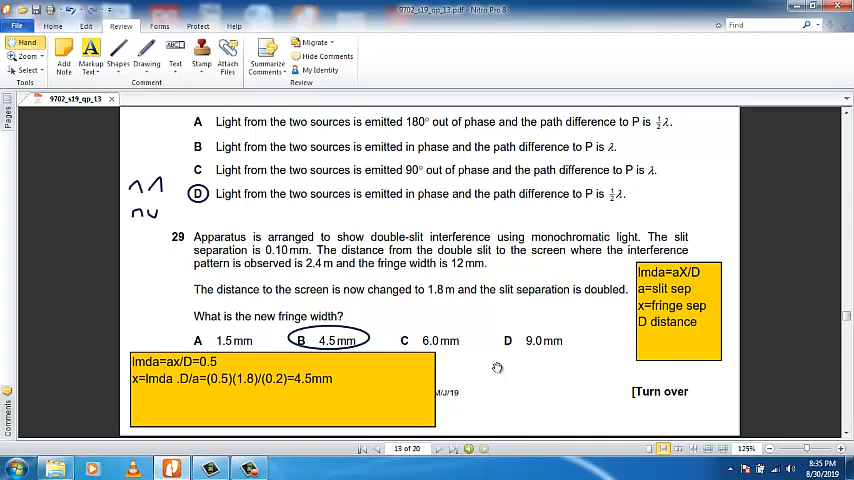 9702_s19_qp_13.pdf - Nitro Pro 8
File Home Edit Review Forms Protect Help
Find
Hand
Zoom
Select
Tools
Add Note
Markup Text
Shapes
Drawing
Text
Stamp
Attach Files
Comment
Summarize Comments
Migrate
Hide Comments
My Identity
Review
9702_s19_qp_13
Pages
A Light from the two sources is emitted 180° out of phase and the path difference to P is ½λ.
B Light from the two sources is emitted in phase and the path difference to P is λ.
C Light from the two sources is emitted 90° out of phase and the path difference to P is λ.
D Light from the two sources is emitted in phase and the path difference to P is ½λ.
29 Apparatus is arranged to show double-slit interference using monochromatic light. The slit
separation is 0.10 mm. The distance from the double slit to the screen where the interference
pattern is observed is 2.4 m and the fringe width is 12 mm.
The distance to the screen is now changed to 1.8 m and the slit separation is doubled.
What is the new fringe width?
A 1.5 mm B 4.5 mm C 6.0 mm D 9.0 mm
lmda=aX/D
a=slit sep
x=fringe sep
D distance
lmda=ax/D=0.5
x=lmda .D/a=(0.5)(1.8)/(0.2)=4.5mm
M/J/19
[Turn over
Comments
13 of 20
125%
8:35 PM
8/30/2019